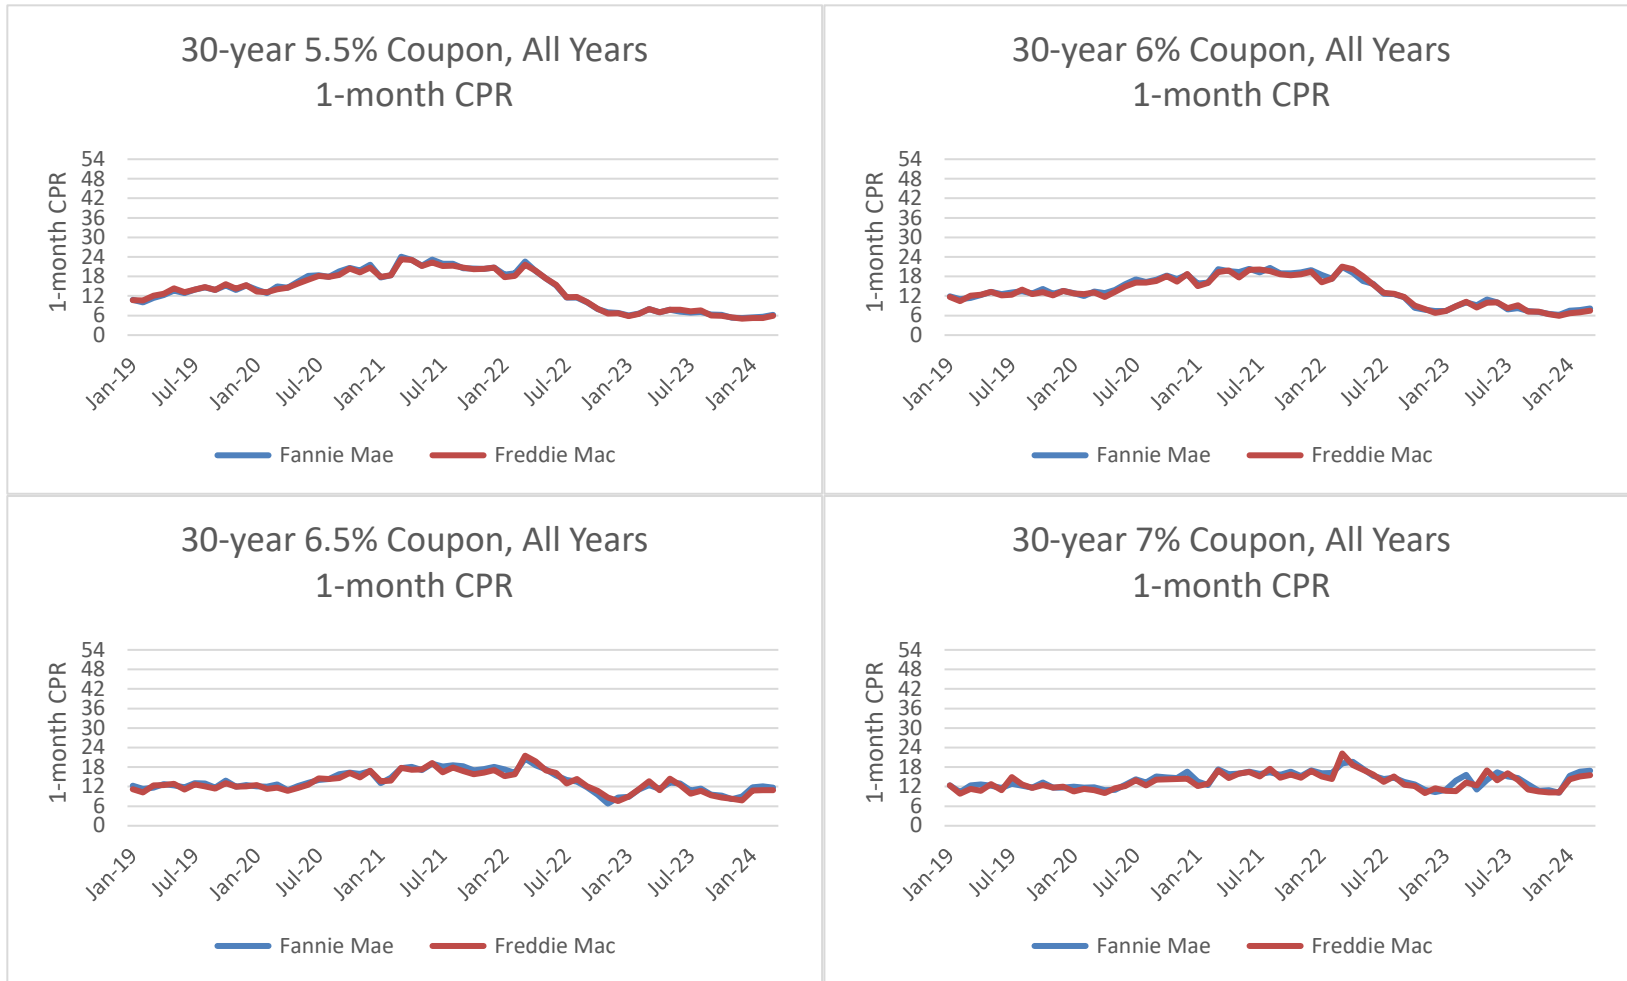 30-year 5.5% Coupon, All Years
1-month CPR
1-month CPR
54
48
42
36
30
24
18
12
6
0
Jan-19
Jul-19
Jan-20
Jul-20
Jan-21
Jul-21
Jan-22
Jul-22
Jan-23
Jul-23
Jan-24
Fannie Mae
Freddie Mac
30-year 6% Coupon, All Years
1-month CPR
1-month CPR
54
48
42
36
30
24
18
12
6
0
Jan-19
Jul-19
Jan-20
Jul-20
Jan-21
Jul-21
Jan-22
Jul-22
Jan-23
Jul-23
Jan-24
Fannie Mae
Freddie Mac
30-year 6.5% Coupon, All Years
1-month CPR
1-month CPR
54
48
42
36
30
24
18
12
6
0
Jan-19
Jul-19
Jan-20
Jul-20
Jan-21
Jul-21
Jan-22
Jul-22
Jan-23
Jul-23
Jan-24
Fannie Mae
Freddie Mac
30-year 7% Coupon, All Years
1-month CPR
1-month CPR
54
48
42
36
30
24
18
12
6
0
Jan-19
Jul-19
Jan-20
Jul-20
Jan-21
Jul-21
Jan-22
Jul-22
Jan-23
Jul-23
Jan-24
Fannie Mae
Freddie Mac